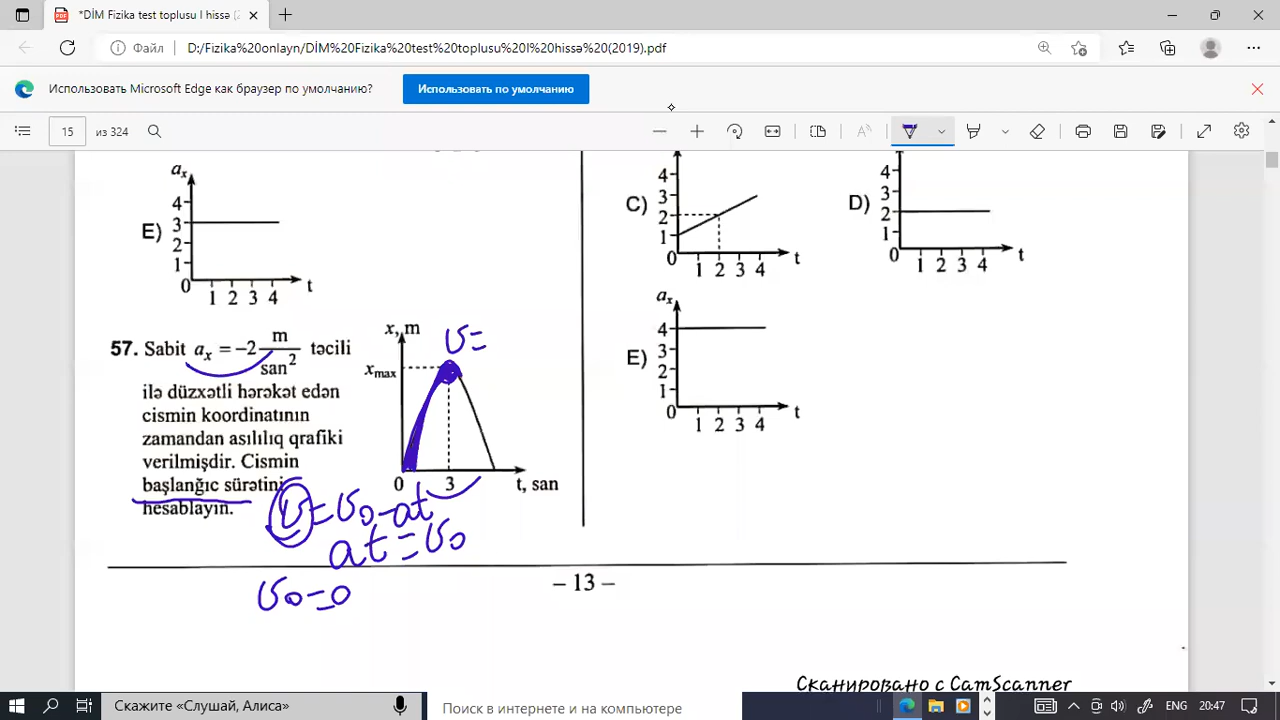 *DİM Fizika test toplusu I hissə (
Файл
D:/Fizika%20onlayn/DİM%20Fizika%20test%20toplusu%20I%20hissə%20(2019).pdf
Использовать Microsoft Edge как браузер по умолчанию?
Использовать по умолчанию
15 из 324
aₓ
4
3
2
1
0
1 2 3 4 t
E)
C)
4
3
2
1
0
1 2 3 4 t
D)
4
3
2
1
0
1 2 3 4 t
aₓ
E)
4
3
2
1
0
1 2 3 4 t
57. Sabit aₓ = −2 m/san² təcili
ilə düzxətli hərəkət edən
cismin koordinatının
zamandan asılılıq qrafiki
verilmişdir. Cismin
başlanğıc sürətini
hesablayın.
x, m
xmax
0 3 t, san
υ=
υ=υ₀-at
at=υ₀
υ₀=0
– 13 –
Сканировано с CamScanner
Скажите «Слушай, Алиса»
Поиск в интернете и на компьютере
ENG 20:47